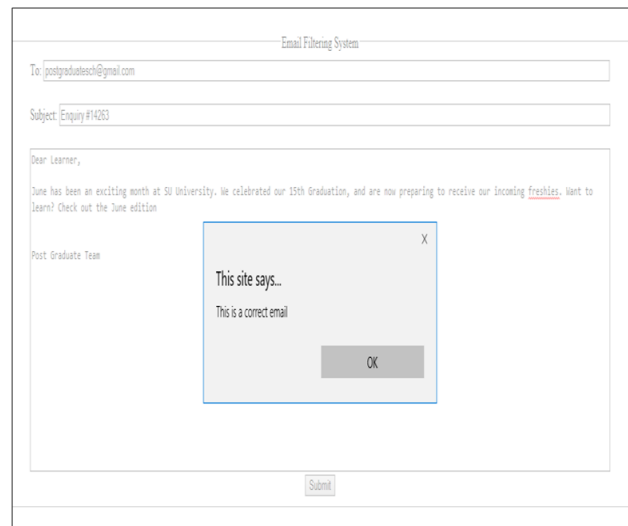 Email Filtering System
To: postgraduatesch@gmail.com
Subject: Enquiry #14263
Dear Learner,
June has been an exciting month at SU University. We celebrated our 15th Graduation, and are now preparing to receive our incoming freshies. Want to
learn? Check out the June edition
Post Graduate Team
X
This site says...
This is a correct email
OK
Submit